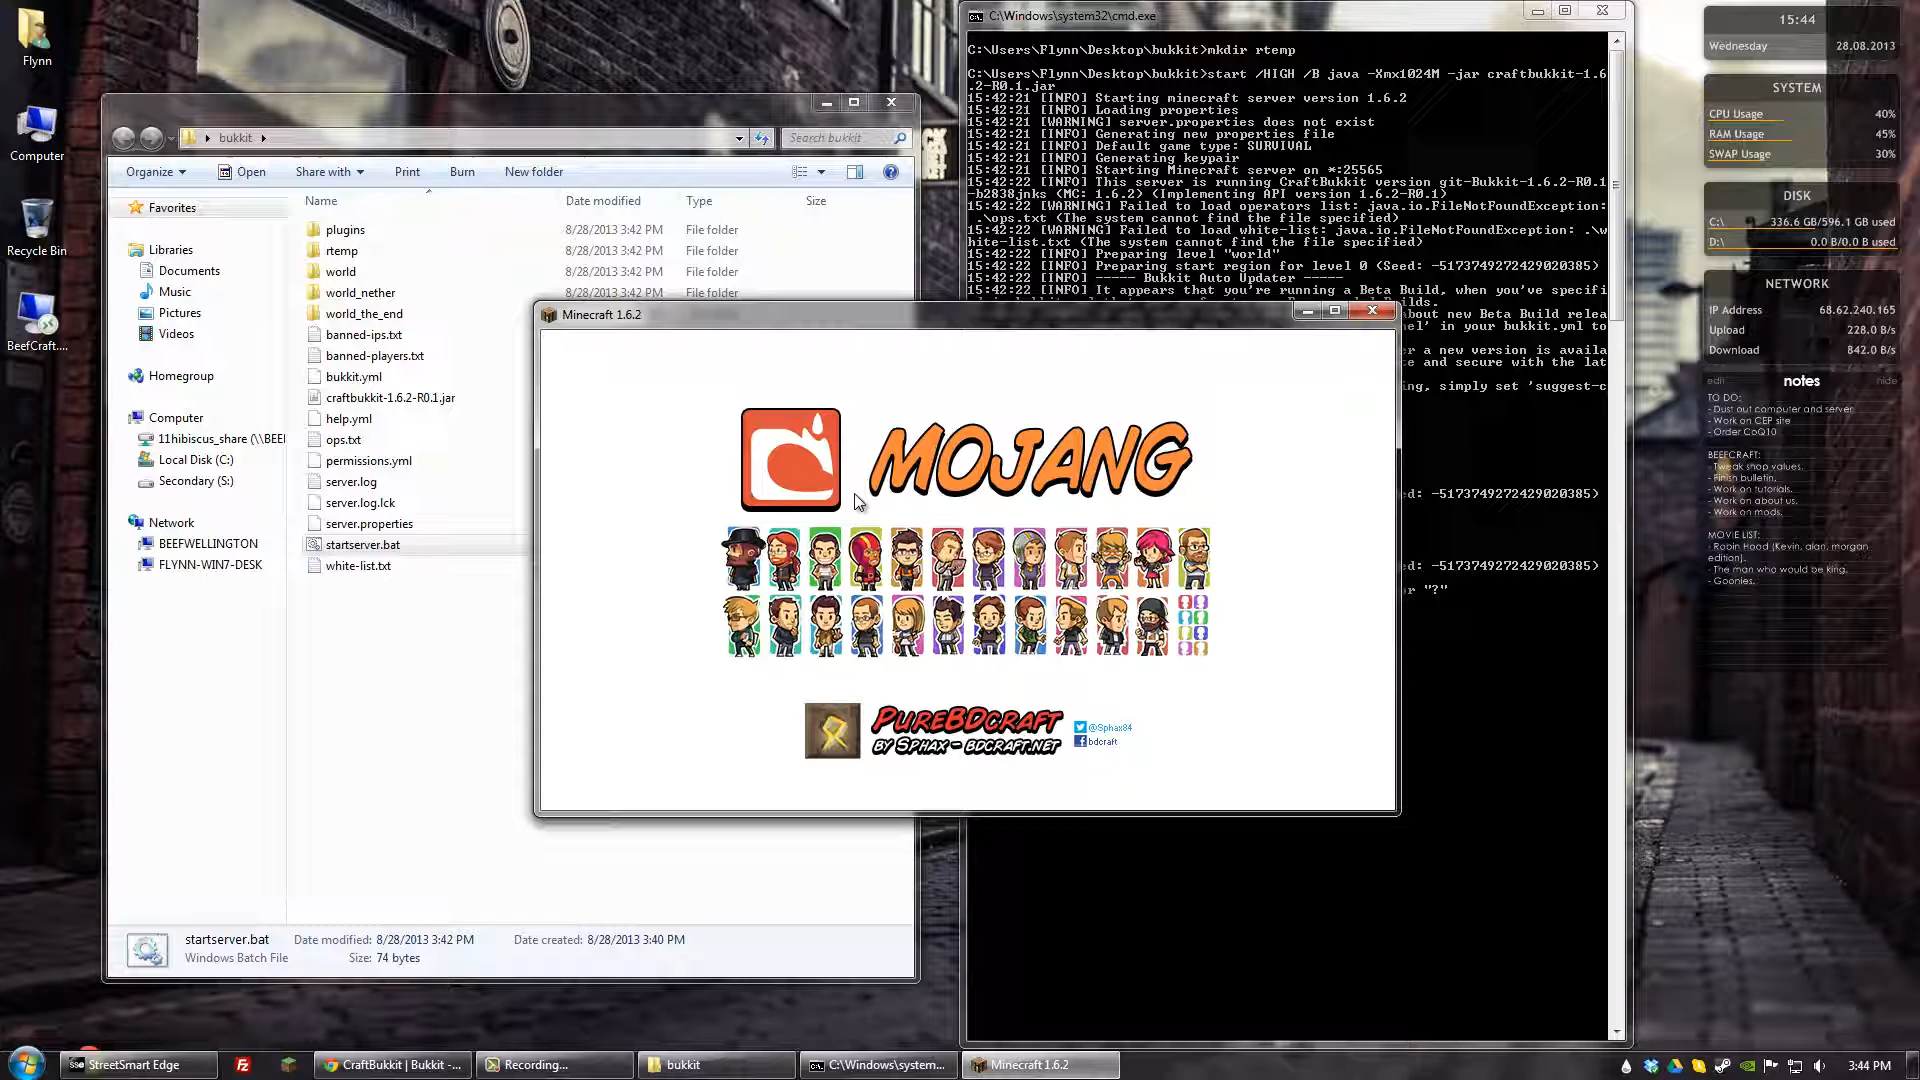 Flynn
Computer
Recycle Bin
BeefCraft....
bukkit
Search bukkit
Organize
Open
Share with
Print
Burn
New folder
Name
Date modified
Type
Size
Favorites
Libraries
Documents
Music
Pictures
Videos
Homegroup
Computer
11hibiscus_share (\\BEEI
Local Disk (C:)
Secondary (S:)
Network
BEEFWELLINGTON
FLYNN-WIN7-DESK
plugins 8/28/2013 3:42 PM File folder
rtemp 8/28/2013 3:42 PM File folder
world 8/28/2013 3:42 PM File folder
world_nether 8/28/2013 3:42 PM File folder
world_the_end
banned-ips.txt
banned-players.txt
bukkit.yml
craftbukkit-1.6.2-R0.1.jar
help.yml
ops.txt
permissions.yml
server.log
server.log.lck
server.properties
startserver.bat
white-list.txt
startserver.bat Date modified: 8/28/2013 3:42 PM Date created: 8/28/2013 3:40 PM
Windows Batch File Size: 74 bytes
C:\Windows\system32\cmd.exe
C:\Users\Flynn\Desktop\bukkit>mkdir rtemp
C:\Users\Flynn\Desktop\bukkit>start /HIGH /B java -Xmx1024M -jar craftbukkit-1.6
.2-R0.1.jar
15:42:21 [INFO] Starting minecraft server version 1.6.2
15:42:21 [INFO] Loading properties
15:42:21 [WARNING] server.properties does not exist
15:42:21 [INFO] Generating new properties file
15:42:21 [INFO] Default game type: SURVIVAL
15:42:21 [INFO] Generating keypair
15:42:21 [INFO] Starting Minecraft server on *:25565
15:42:22 [INFO] This server is running CraftBukkit version git-Bukkit-1.6.2-R0.1
-b2838jnks (MC: 1.6.2) (Implementing API version 1.6.2-R0.1)
15:42:22 [WARNING] Failed to load operators list: java.io.FileNotFoundException:
.\ops.txt (The system cannot find the file specified)
15:42:22 [WARNING] Failed to load white-list: java.io.FileNotFoundException: .\w
hite-list.txt (The system cannot find the file specified)
15:42:22 [INFO] Preparing level "world"
15:42:22 [INFO] Preparing start region for level 0 (Seed: -5173749272429020385)
15:42:22 [INFO] ----- Bukkit Auto Updater -----
15:42:22 [INFO] It appears that you're running a Beta Build, when you've specifi
ilds.
about new Beta Build relea
nel' in your bukkit.yml to
r a new version is availa
te and secure with the lat
ng, simply set 'suggest-c
ed: -5173749272429020385)
ed: -5173749272429020385)
or "?"
Minecraft 1.6.2
MOJANG
PUREBDCRAFT
BY SPHAX - BDCRAFT.NET
@Sphax84
bdcraft
15:44
Wednesday 28.08.2013
SYSTEM
CPU Usage 40%
RAM Usage 45%
SWAP Usage 30%
DISK
C:\ 336.6 GB/596.1 GB used
D:\ 0.0 B/0.0 B used
NETWORK
IP Address 68.62.240.165
Upload 228.0 B/s
Download 842.0 B/s
edit notes hide
TO DO:
- Dust out computer and server
- Work on CEP site
- Order CoQ10
BEEFCRAFT:
- Tweak shop values.
- Finish bulletin.
- Work on tutorials.
- Work on about us.
- Work on mods.
MOVIE LIST:
- Robin Hood (Kevin, alan, morgan
edition).
- The man who would be king.
- Goonies.
StreetSmart Edge
CraftBukkit | Bukkit -...
Recording...
bukkit
C:\Windows\system...
Minecraft 1.6.2
3:44 PM